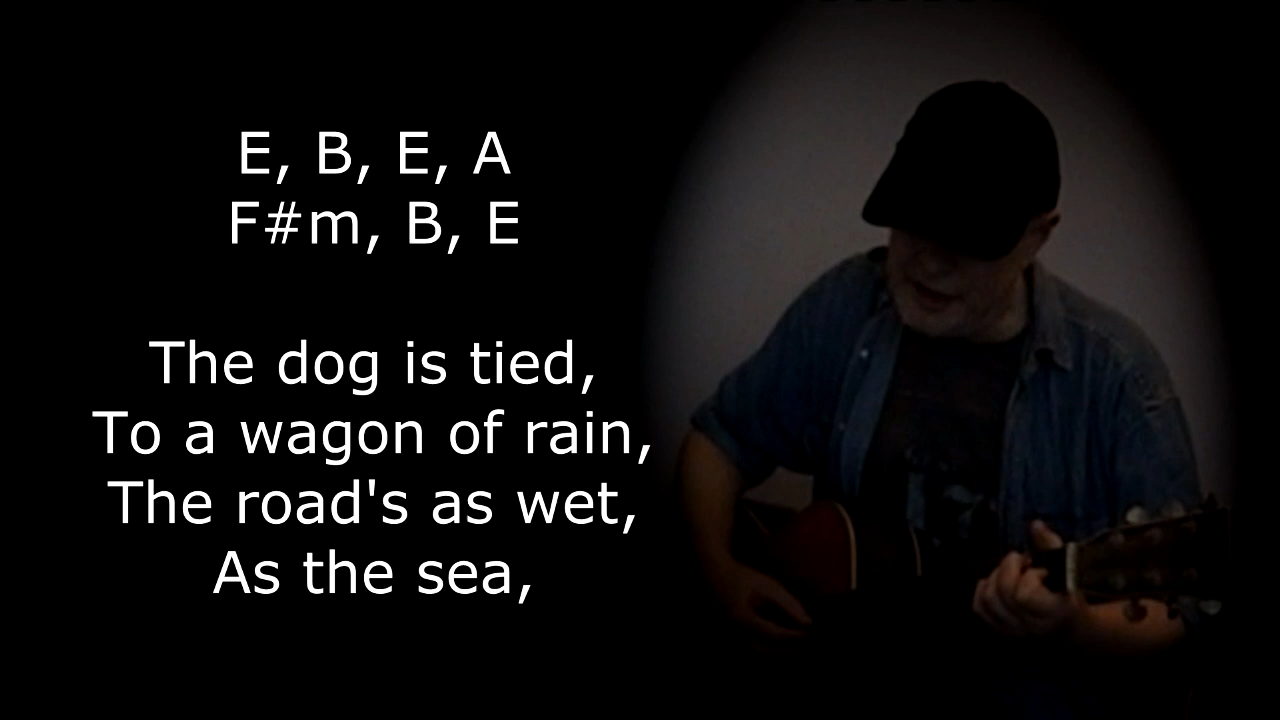 E, B, E, A
F#m, B, E
The dog is tied,
To a wagon of rain,
The road's as wet,
As the sea,